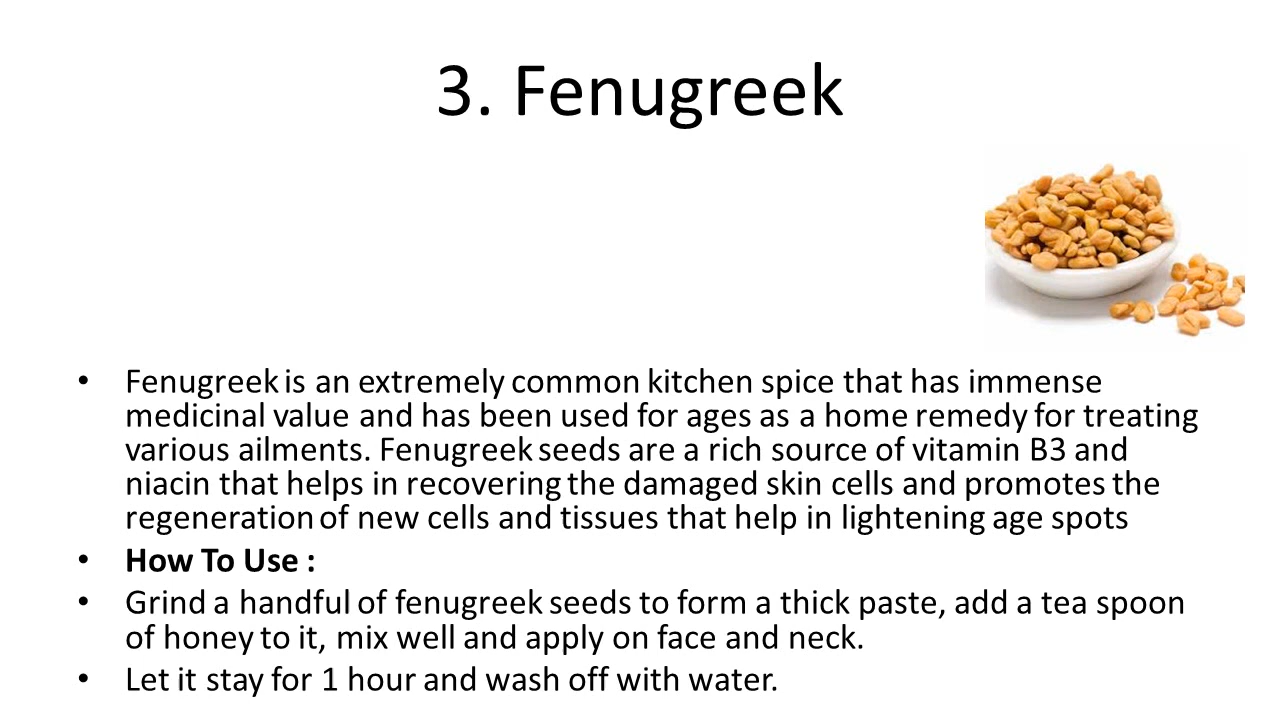 3. Fenugreek
• Fenugreek is an extremely common kitchen spice that has immense
medicinal value and has been used for ages as a home remedy for treating
various ailments. Fenugreek seeds are a rich source of vitamin B3 and
niacin that helps in recovering the damaged skin cells and promotes the
regeneration of new cells and tissues that help in lightening age spots
• How To Use :
• Grind a handful of fenugreek seeds to form a thick paste, add a tea spoon
of honey to it, mix well and apply on face and neck.
• Let it stay for 1 hour and wash off with water.